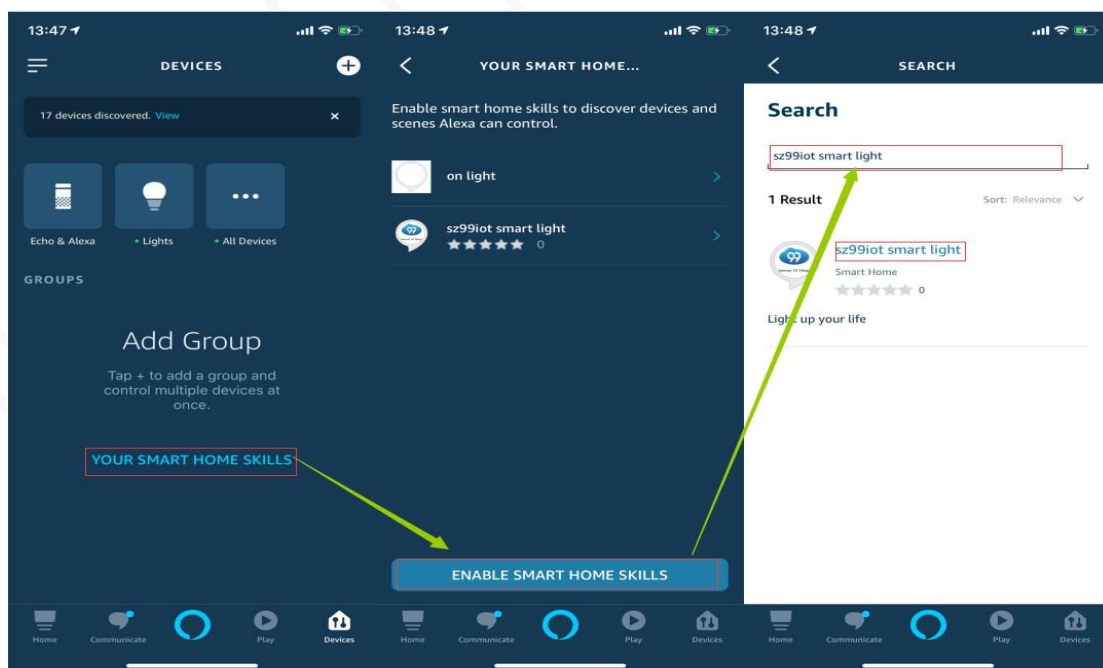 13:47
DEVICES
17 devices discovered. View
×
Echo & Alexa
Lights
All Devices
GROUPS
Add Group
Tap + to add a group and
control multiple devices at
once.
YOUR SMART HOME SKILLS
Home
Communicate
Play
Devices
13:48
YOUR SMART HOME...
Enable smart home skills to discover devices and
scenes Alexa can control.
on light
99
sz99iot smart light
0
ENABLE SMART HOME SKILLS
Home
Communicate
Play
Devices
13:48
SEARCH
Search
sz99iot smart light
1 Result
Sort: Relevance
99
sz99iot smart light
Smart Home
0
Light up your life
Home
Communicate
Play
Devices